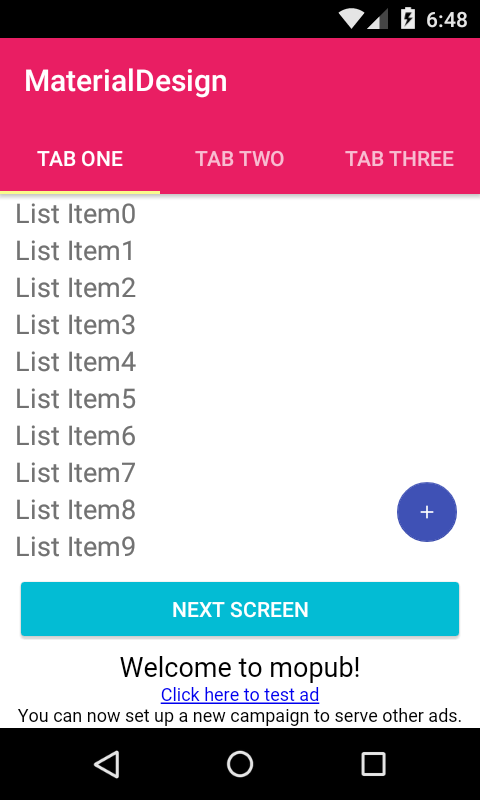 6:48
MaterialDesign
TAB ONE TAB TWO TAB THREE
List Item0
List Item1
List Item2
List Item3
List Item4
List Item5
List Item6
List Item7
List Item8
+
List Item9
NEXT SCREEN
Welcome to mopub!
Click here to test ad
You can now set up a new campaign to serve other ads.